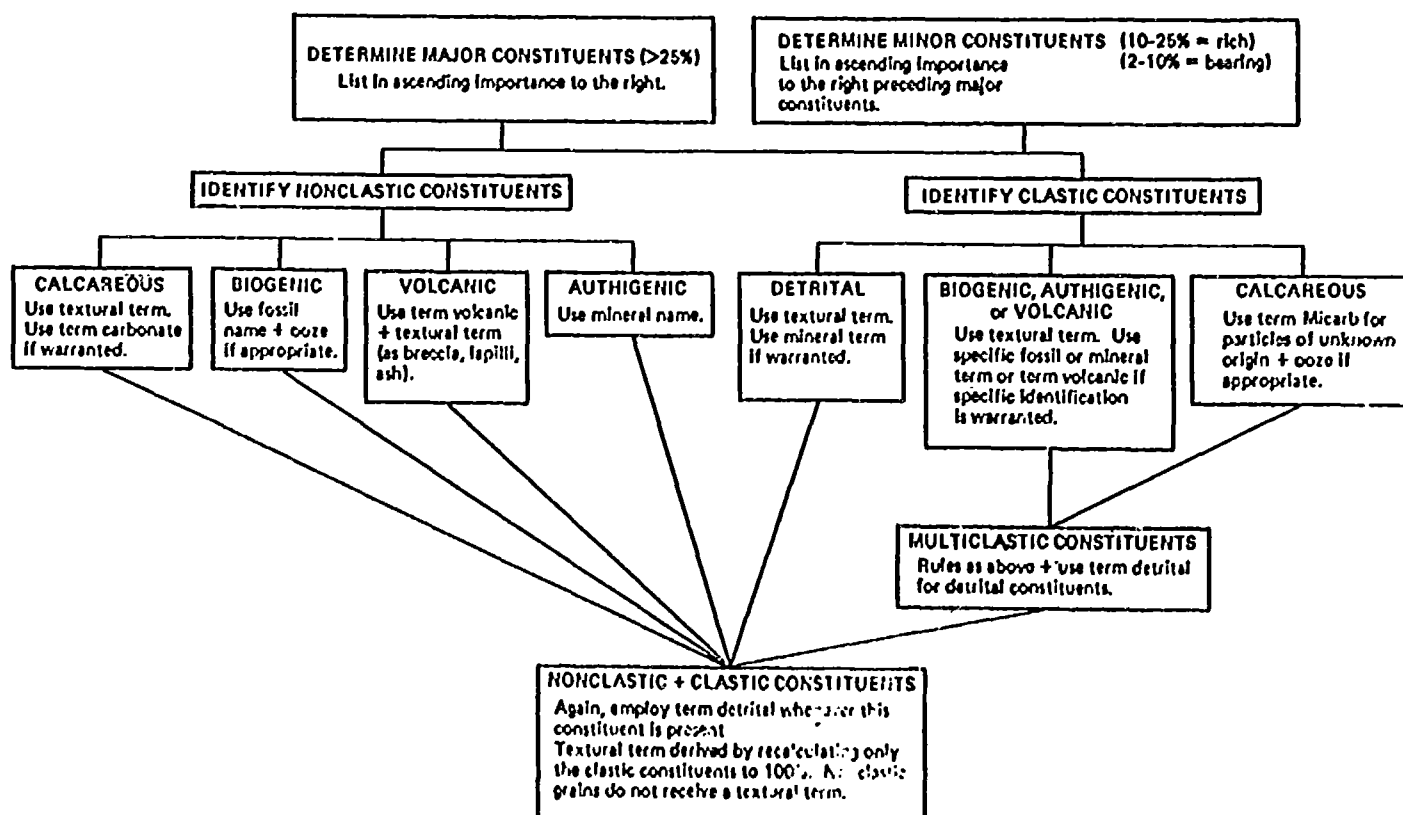 DETERMINE MAJOR CONSTITUENTS (>25%)
List in ascending importance to the right.
DETERMINE MINOR CONSTITUENTS (10-25% = rich)
(2-10% = bearing)
List in ascending importance
to the right preceding major
constituents.
IDENTIFY NONCLASTIC CONSTITUENTS
IDENTIFY CLASTIC CONSTITUENTS
CALCAREOUS
Use textural term.
Use term carbonate
if warranted.
BIOGENIC
Use fossil
name + ooze
if appropriate.
VOLCANIC
Use term volcanic
+ textural term
(as breccia, lapilli,
ash).
AUTHIGENIC
Use mineral name.
DETRITAL
Use textural term.
Use mineral term
if warranted.
BIOGENIC, AUTHIGENIC,
or VOLCANIC
Use textural term. Use
specific fossil or mineral
term or term volcanic if
specific identification
is warranted.
CALCAREOUS
Use term Micarb for
particles of unknown
origin + ooze if
appropriate.
MULTICLASTIC CONSTITUENTS
Rules as above + use term detrital
for detrital constituents.
NONCLASTIC + CLASTIC CONSTITUENTS
Again, employ term detrital whenever this
constituent is present
Textural term derived by recalculating only
the clastic constituents to 100%. clastic
grains do not receive a textural term.